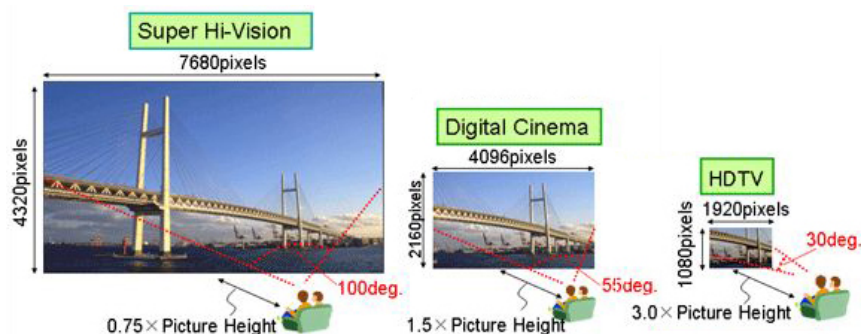 Super Hi-Vision
7680pixels
4320pixels
100deg.
0.75×Picture Height
Digital Cinema
4096pixels
2160pixels
55deg.
1.5×Picture Height
HDTV
1920pixels
1080pixels
30deg.
3.0×Picture Height